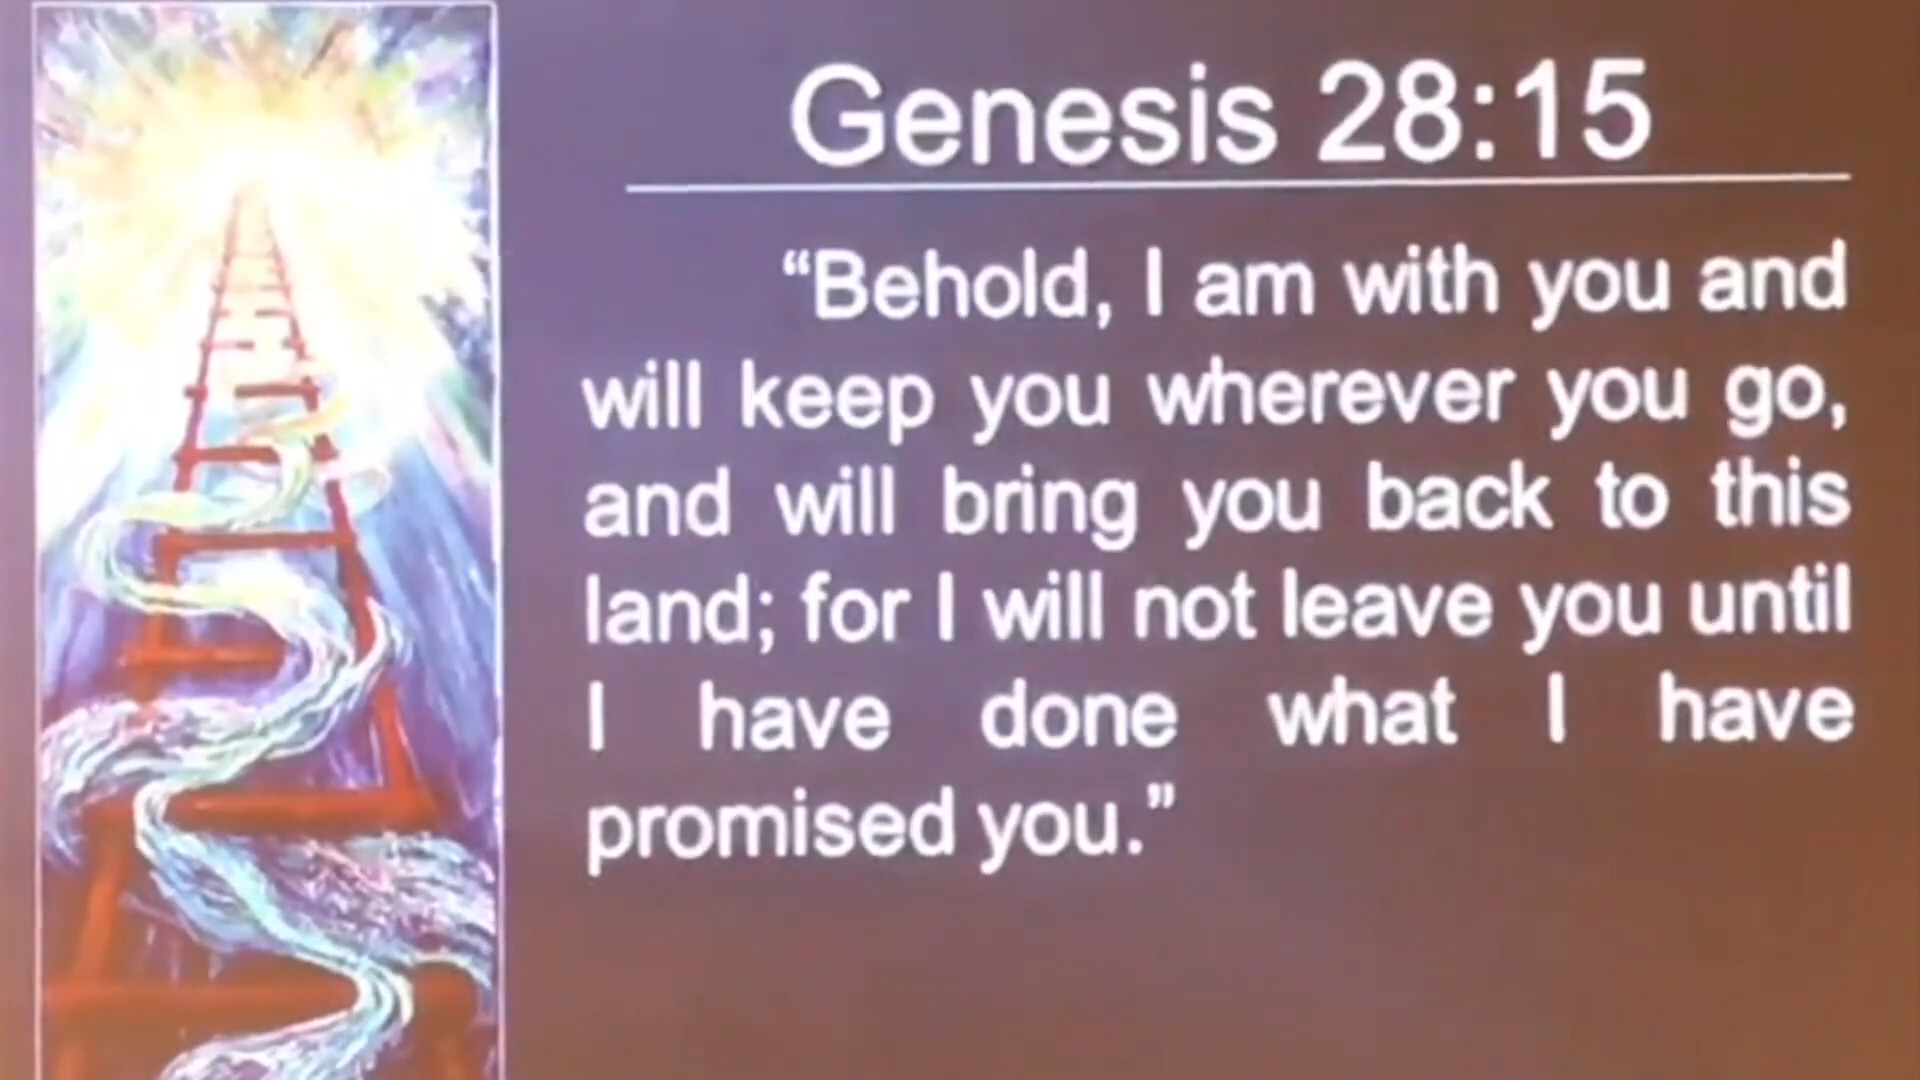 Genesis 28:15
“Behold, I am with you and
will keep you wherever you go,
and will bring you back to this
land; for I will not leave you until
I have done what I have
promised you.”